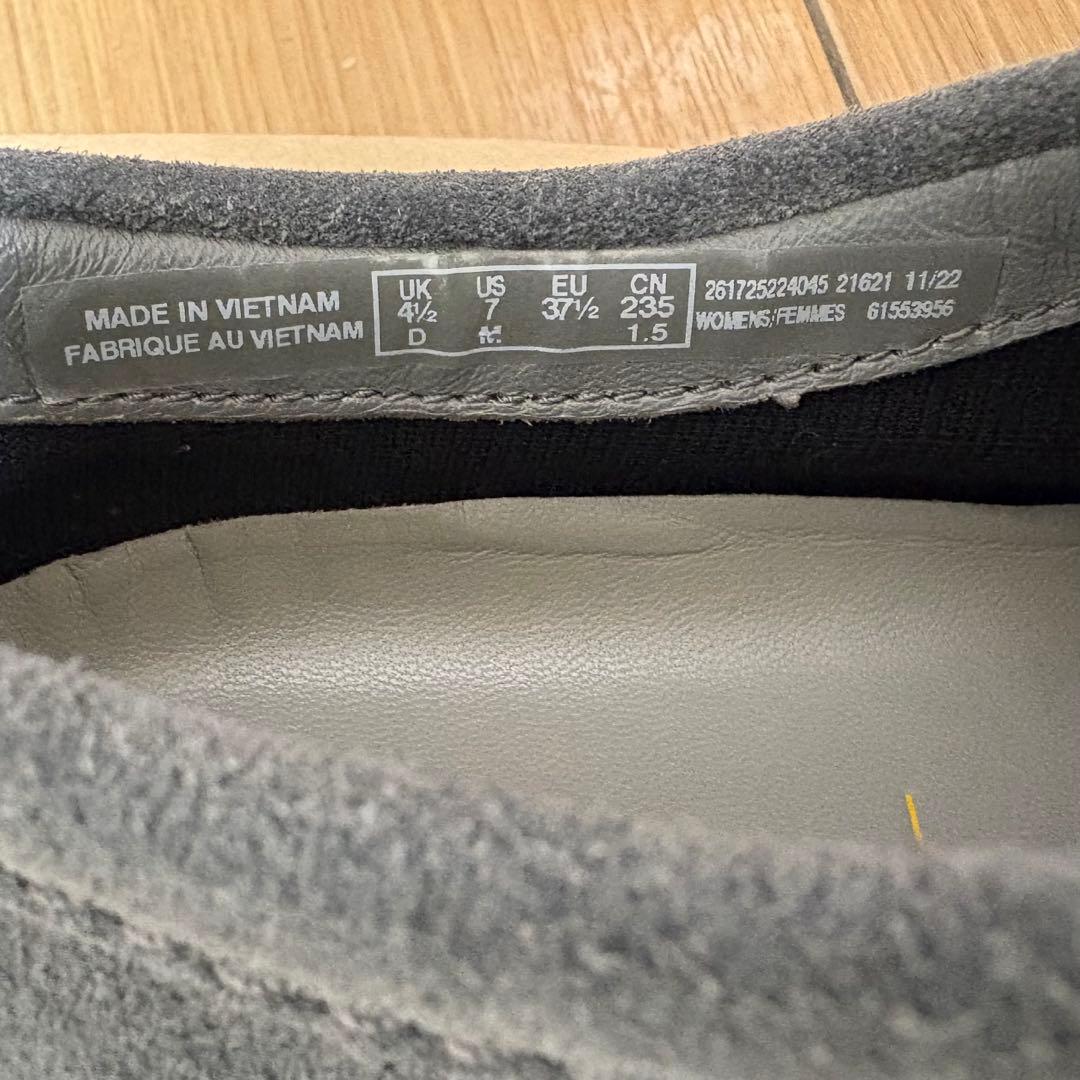 MADE IN VIETNAM
FABRIQUE AU VIETNAM
UK US EU CN
4½ 7 37½ 235
D M 1.5
261725224045 21621 11/22
WOMENS/FEMMES 61553956